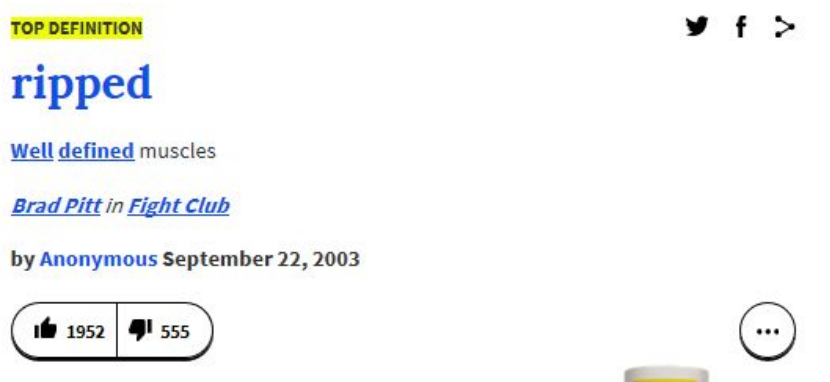 TOP DEFINITION
ripped
Well defined muscles
Brad Pitt in Fight Club
by Anonymous September 22, 2003
1952 555